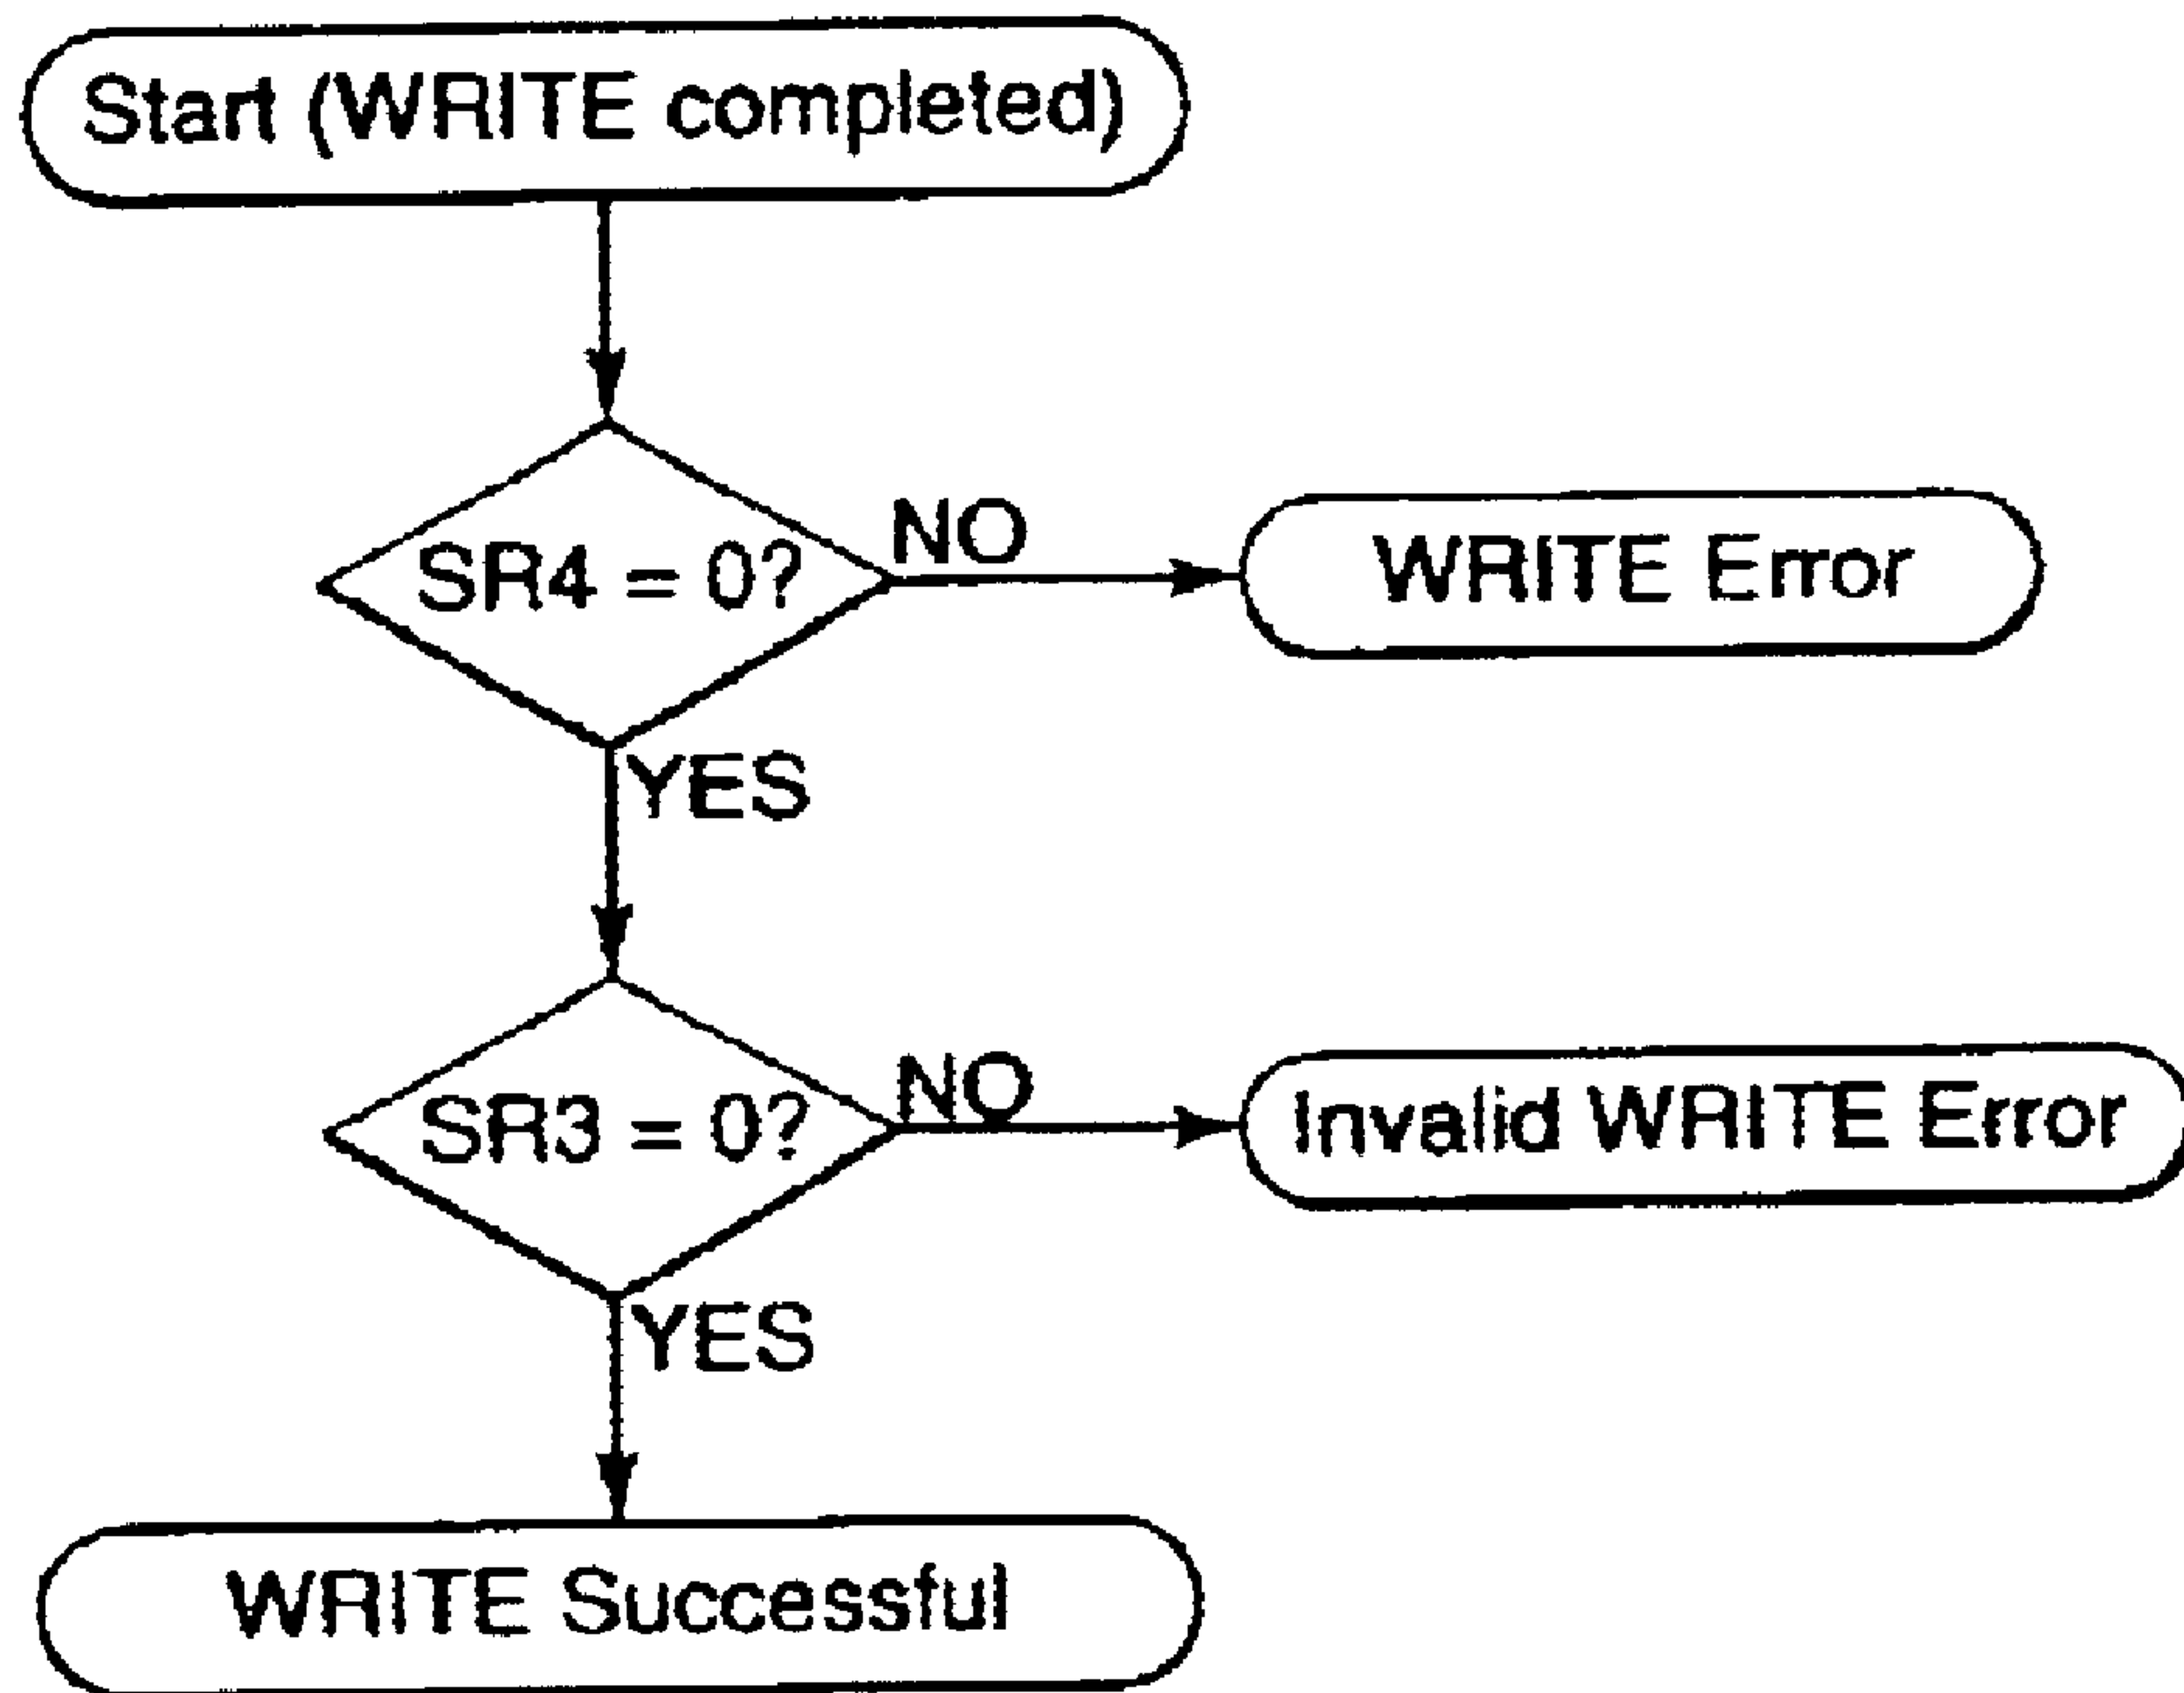 Start (WRITE completed)
SR4 = 0?
NO
WRITE Error
YES
SR3 = 0?
NO
Invalid WRITE Error
YES
WRITE Successful